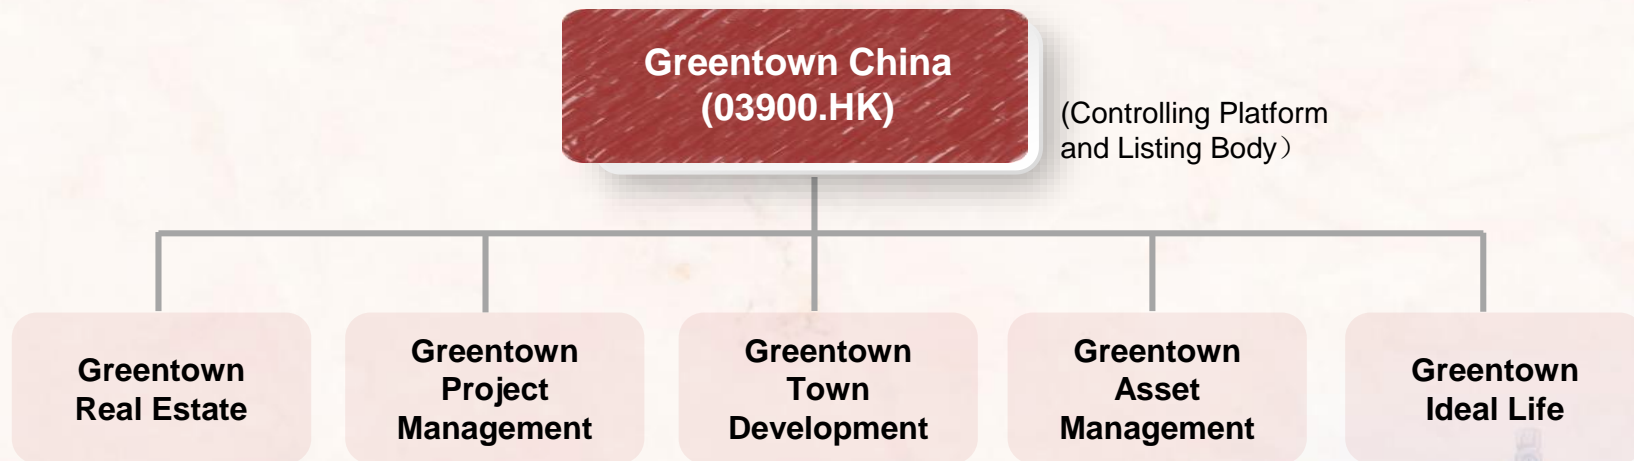 Greentown China
(03900.HK)
(Controlling Platform
and Listing Body）
Greentown
Real Estate
Greentown
Project
Management
Greentown
Town
Development
Greentown
Asset
Management
Greentown
Ideal Life